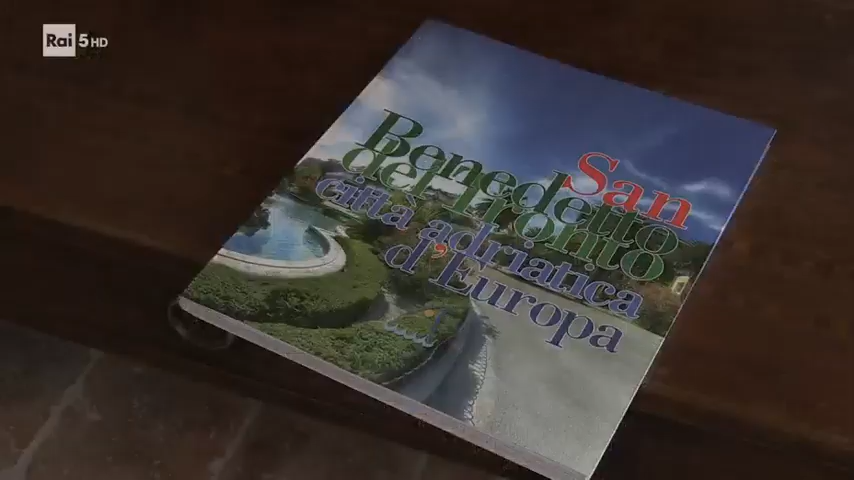 Rai 5 HD
San
Benedetto
del Tronto
città adriatica
d'Europa